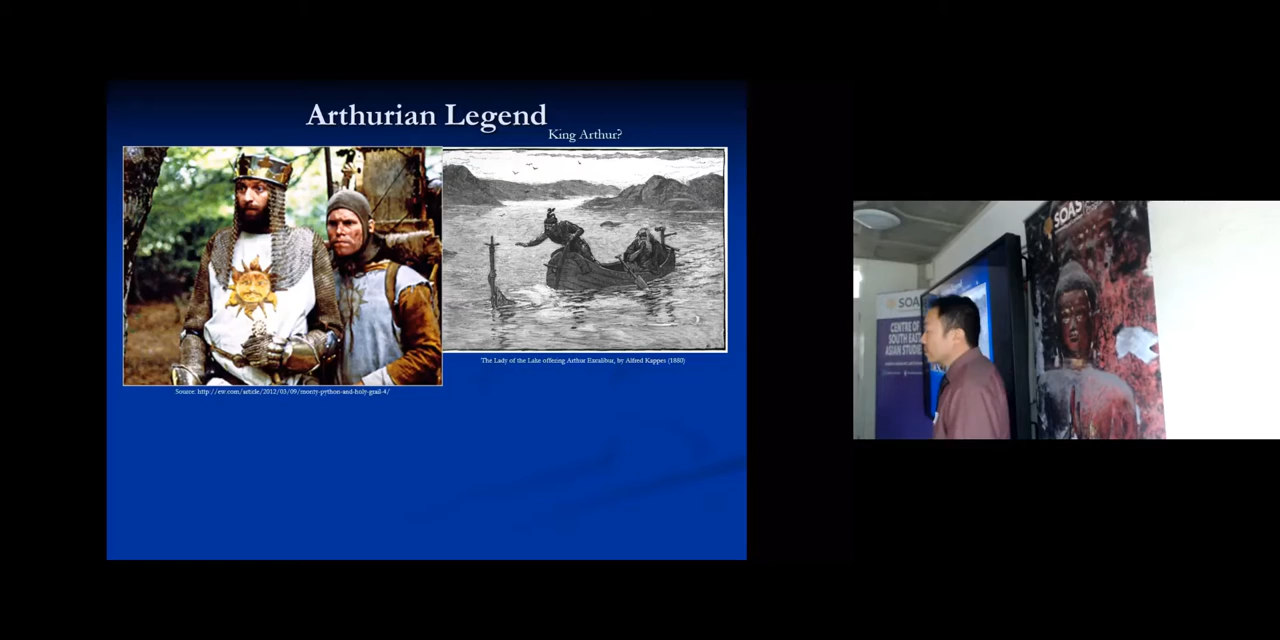 Arthurian Legend
King Arthur?
The Lady of the Lake offering Arthur Excalibur, by Alfred Kappes (1880)
Source: http://ew.com/article/2012/03/09/monty-python-and-holy-grail-4/
SOAS
SOAS
CENTRE OF
SOUTH EAST
ASIAN STUDIES